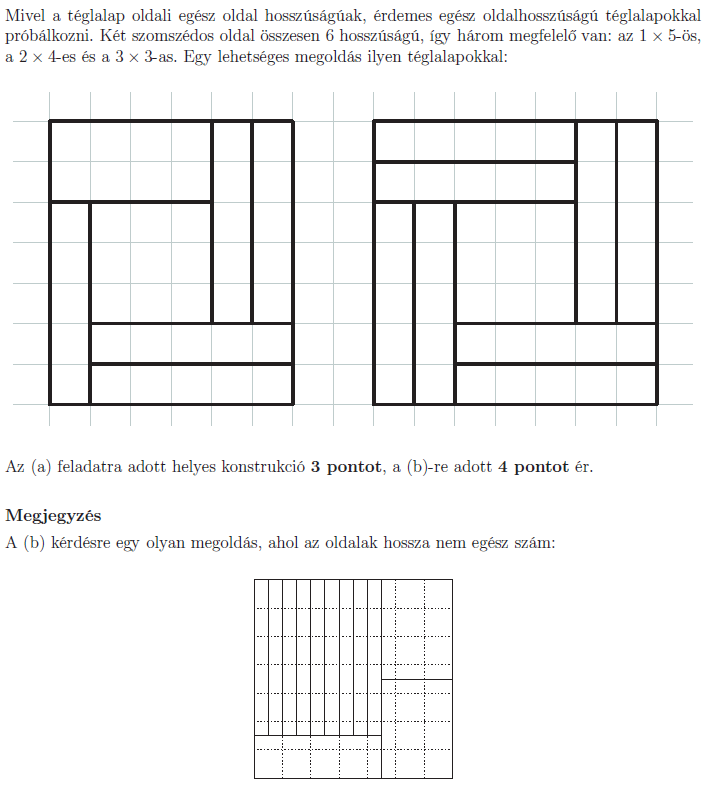 Mivel a téglalap oldali egész oldal hosszúságúak, érdemes egész oldalhosszúságú téglalapokkal
próbálkozni. Két szomszédos oldal összesen 6 hosszúságú, így három megfelelő van: az 1 × 5-ös,
a 2 × 4-es és a 3 × 3-as. Egy lehetséges megoldás ilyen téglalapokkal:
Az (a) feladatra adott helyes konstrukció 3 pontot, a (b)-re adott 4 pontot ér.
Megjegyzés
A (b) kérdésre egy olyan megoldás, ahol az oldalak hossza nem egész szám: